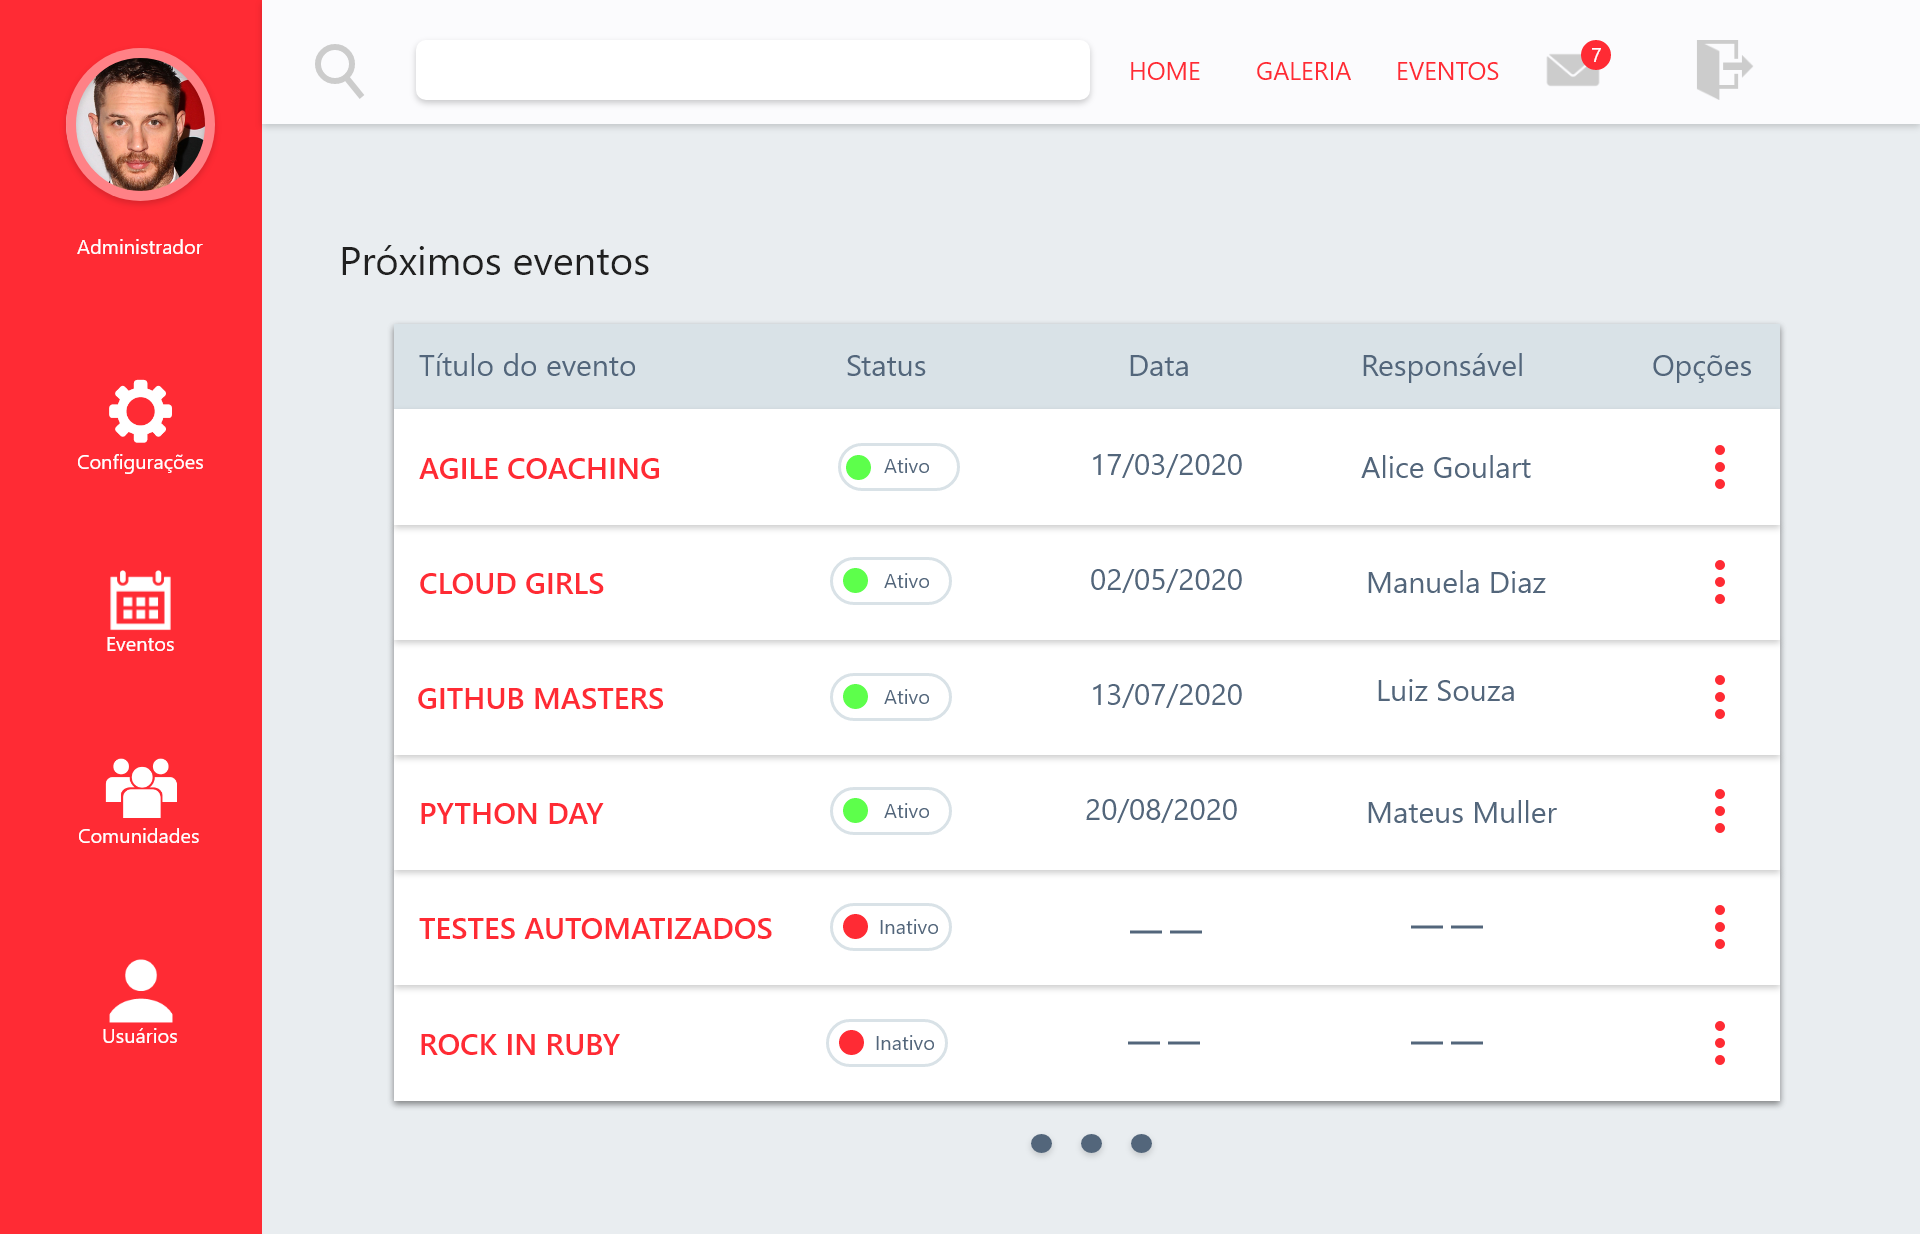 HOME GALERIA EVENTOS 7
Administrador
Configurações
Eventos
Comunidades
Usuários
Próximos eventos
Título do evento Status Data Responsável Opções
AGILE COACHING Ativo 17/03/2020 Alice Goulart
CLOUD GIRLS Ativo 02/05/2020 Manuela Diaz
GITHUB MASTERS Ativo 13/07/2020 Luiz Souza
PYTHON DAY Ativo 20/08/2020 Mateus Muller
TESTES AUTOMATIZADOS Inativo — — — —
ROCK IN RUBY Inativo — — — —